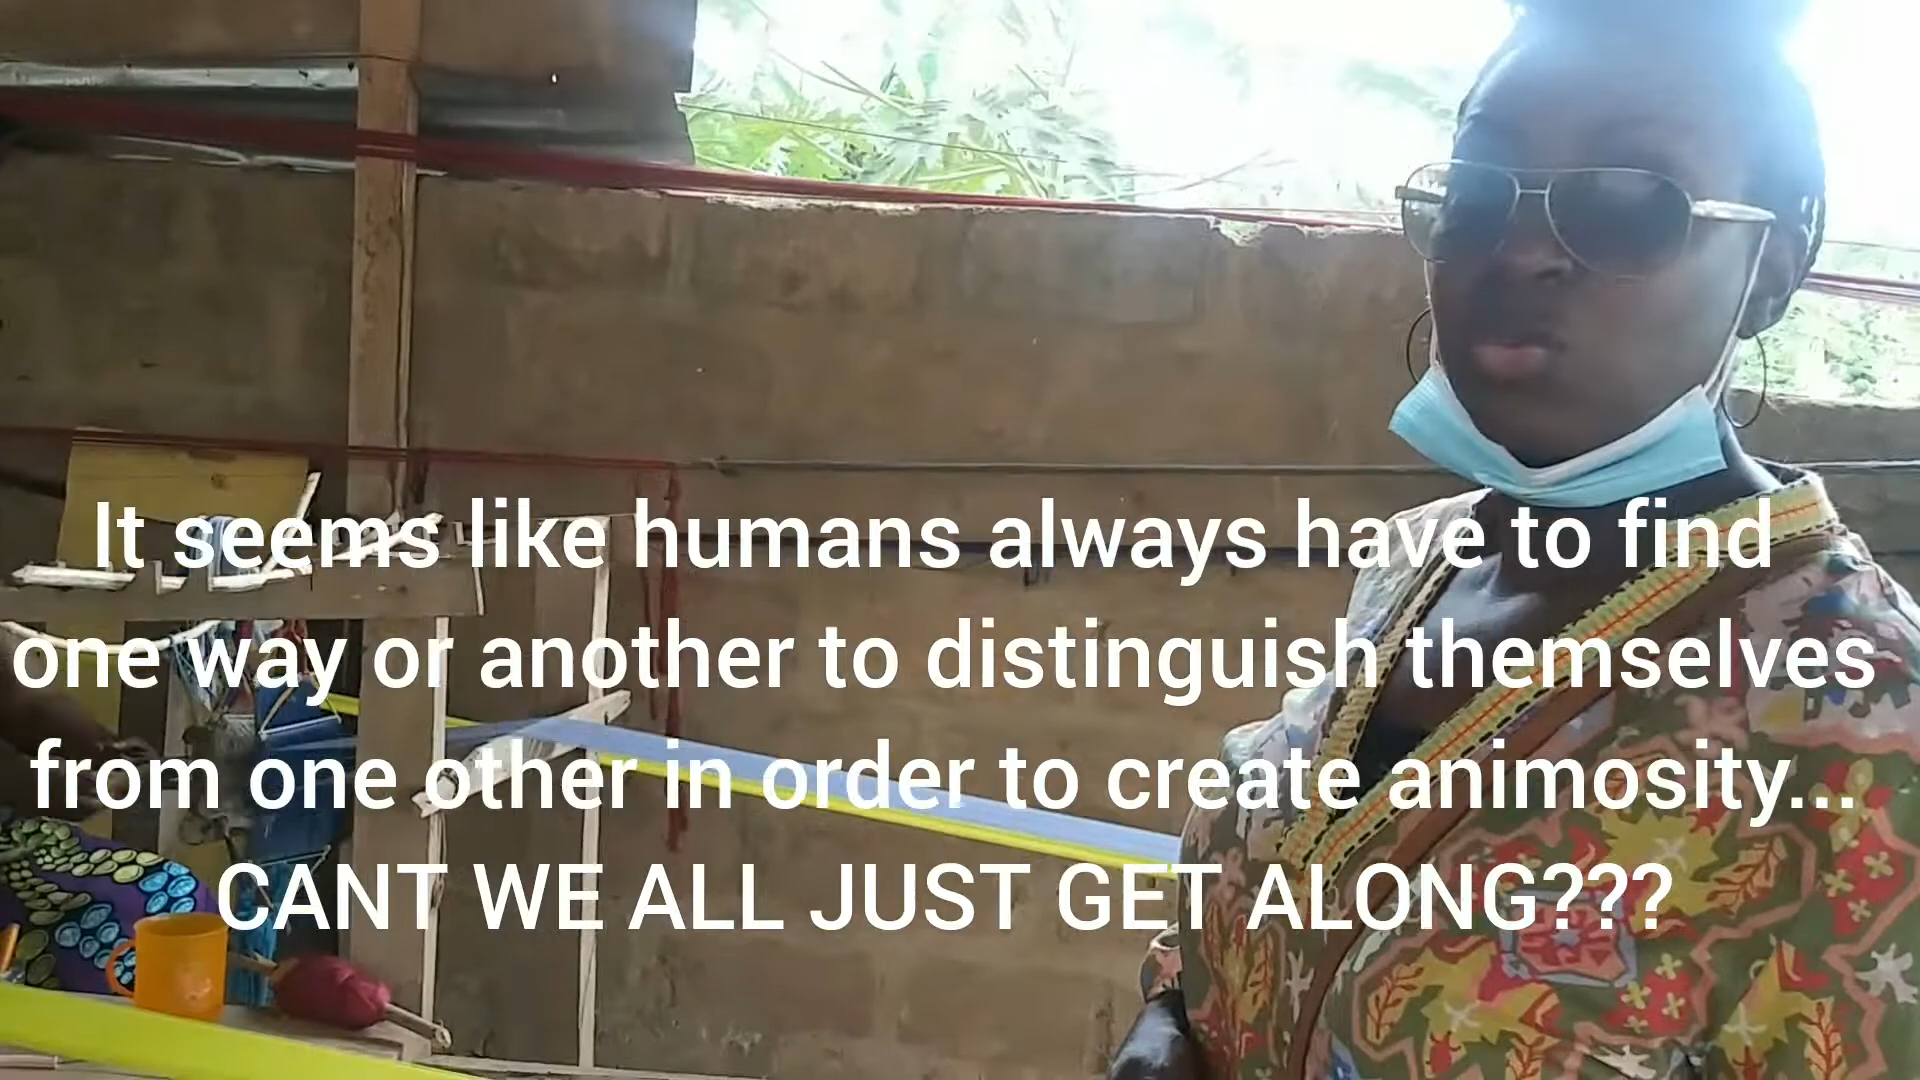 It seems like humans always have to find
one way or another to distinguish themselves
from one other in order to create animosity...
CANT WE ALL JUST GET ALONG???